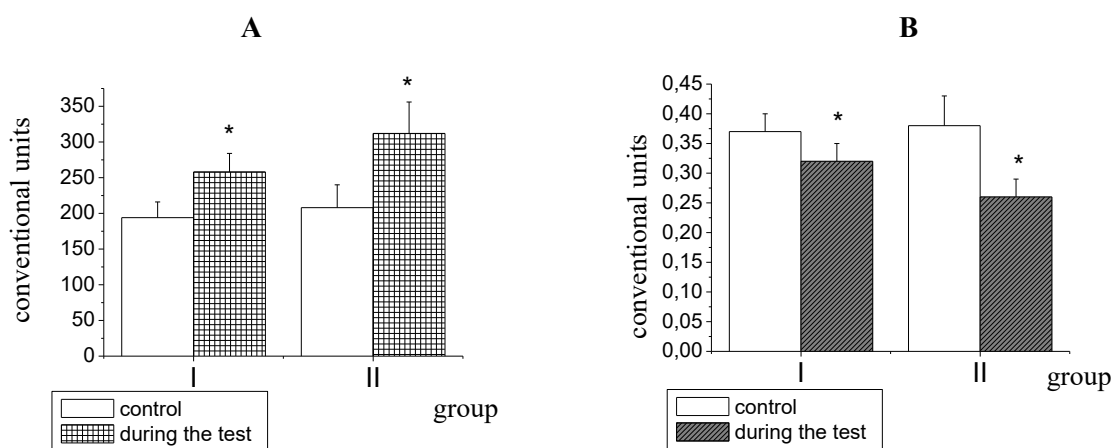 A
conventional units
350
300
250
200
150
100
50
0
*
*
I
II
group
control
during the test
B
conventional units
0,45
0,40
0,35
0,30
0,25
0,20
0,15
0,10
0,05
0,00
*
*
I
II
group
control
during the test